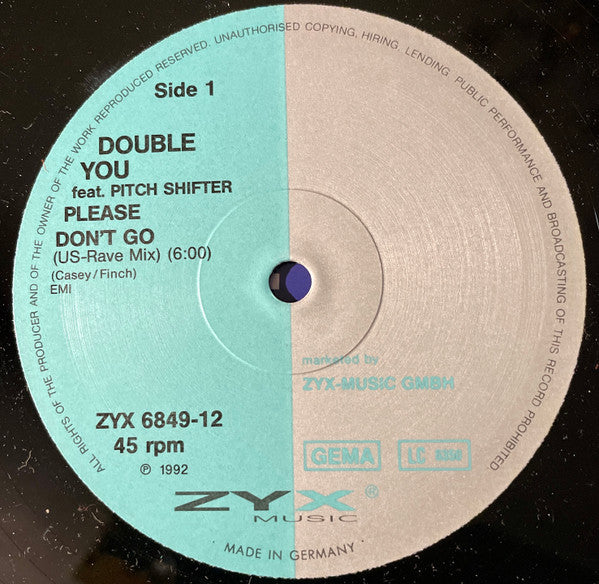 ALL RIGHTS OF THE PRODUCER AND OF THE OWNER OF THE WORK REPRODUCED RESERVED. UNAUTHORISED COPYING, HIRING, LENDING, PUBLIC PERFORMANCE AND BROADCASTING OF THIS RECORD PROHIBITED.
Side 1
DOUBLE
YOU
feat. PITCH SHIFTER
PLEASE
DON'T GO
(US-Rave Mix) (6:00)
(Casey/Finch)
EMI
marketed by
ZYX-MUSIC GMBH
ZYX 6849-12
45 rpm
℗ 1992
GEMA
LC
ZYX®
MUSIC
· MADE IN GERMANY ·